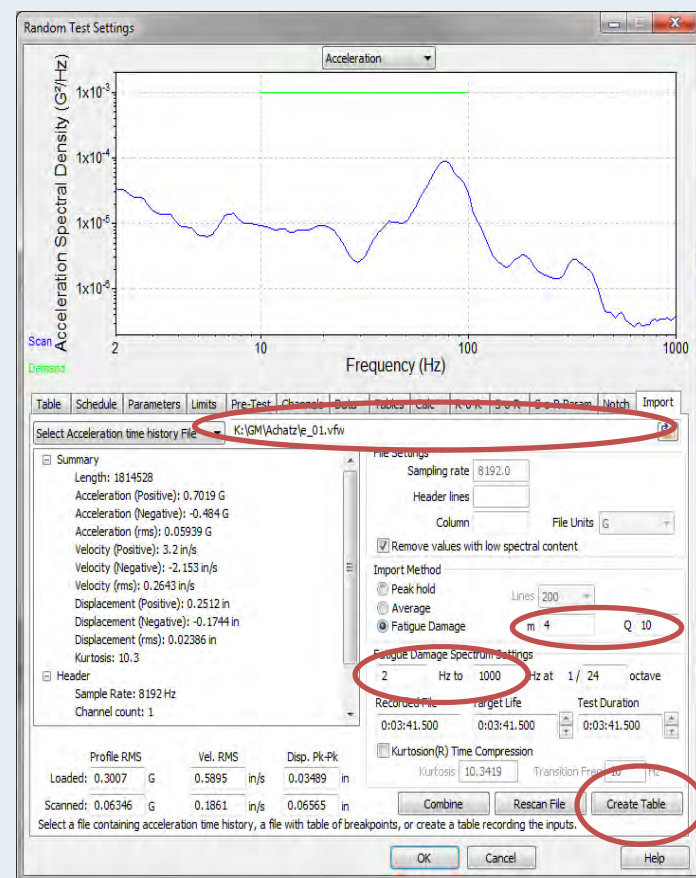 Random Test Settings
Acceleration
Acceleration Spectral Density (G²/Hz)
1x10-3
1x10-4
1x10-5
1x10-6
Scan
Demand
2 10 100 1000
Frequency (Hz)
Table Schedule Parameters Limits Pre-Test Channels Data Tables Calc R-o-R S-o-R S-o-R Param Notch Import
Select Acceleration time history File K:\GM\Achatz\e_01.vfw
Summary
Length: 1814528
Acceleration (Positive): 0.7019 G
Acceleration (Negative): -0.484 G
Acceleration (rms): 0.05939 G
Velocity (Positive): 3.2 in/s
Velocity (Negative): -2.153 in/s
Velocity (rms): 0.2643 in/s
Displacement (Positive): 0.2512 in
Displacement (Negative): -0.1744 in
Displacement (rms): 0.02386 in
Kurtosis: 10.3
Header
Sample Rate: 8192 Hz
Channel count: 1
File Settings
Sampling rate 8192.0
Header lines
Column File Units G
Remove values with low spectral content
Import Method
Peak hold Lines 200
Average
Fatigue Damage m 4 Q 10
Fatigue Damage Spectrum Settings
2 Hz to 1000 Hz at 1 / 24 octave
Recorded File Target Life Test Duration
0:03:41.500 0:03:41.500 0:03:41.500
Kurtosion(R) Time Compression
Kurtosis 10.3419 Transition Freq 10 Hz
Profile RMS Vel. RMS Disp. Pk-Pk
Loaded: 0.3007 G 0.5895 in/s 0.03489 in
Scanned: 0.06346 G 0.1861 in/s 0.06565 in
Combine Rescan File Create Table
Select a file containing acceleration time history, a file with table of breakpoints, or create a table recording the inputs.
OK Cancel Help